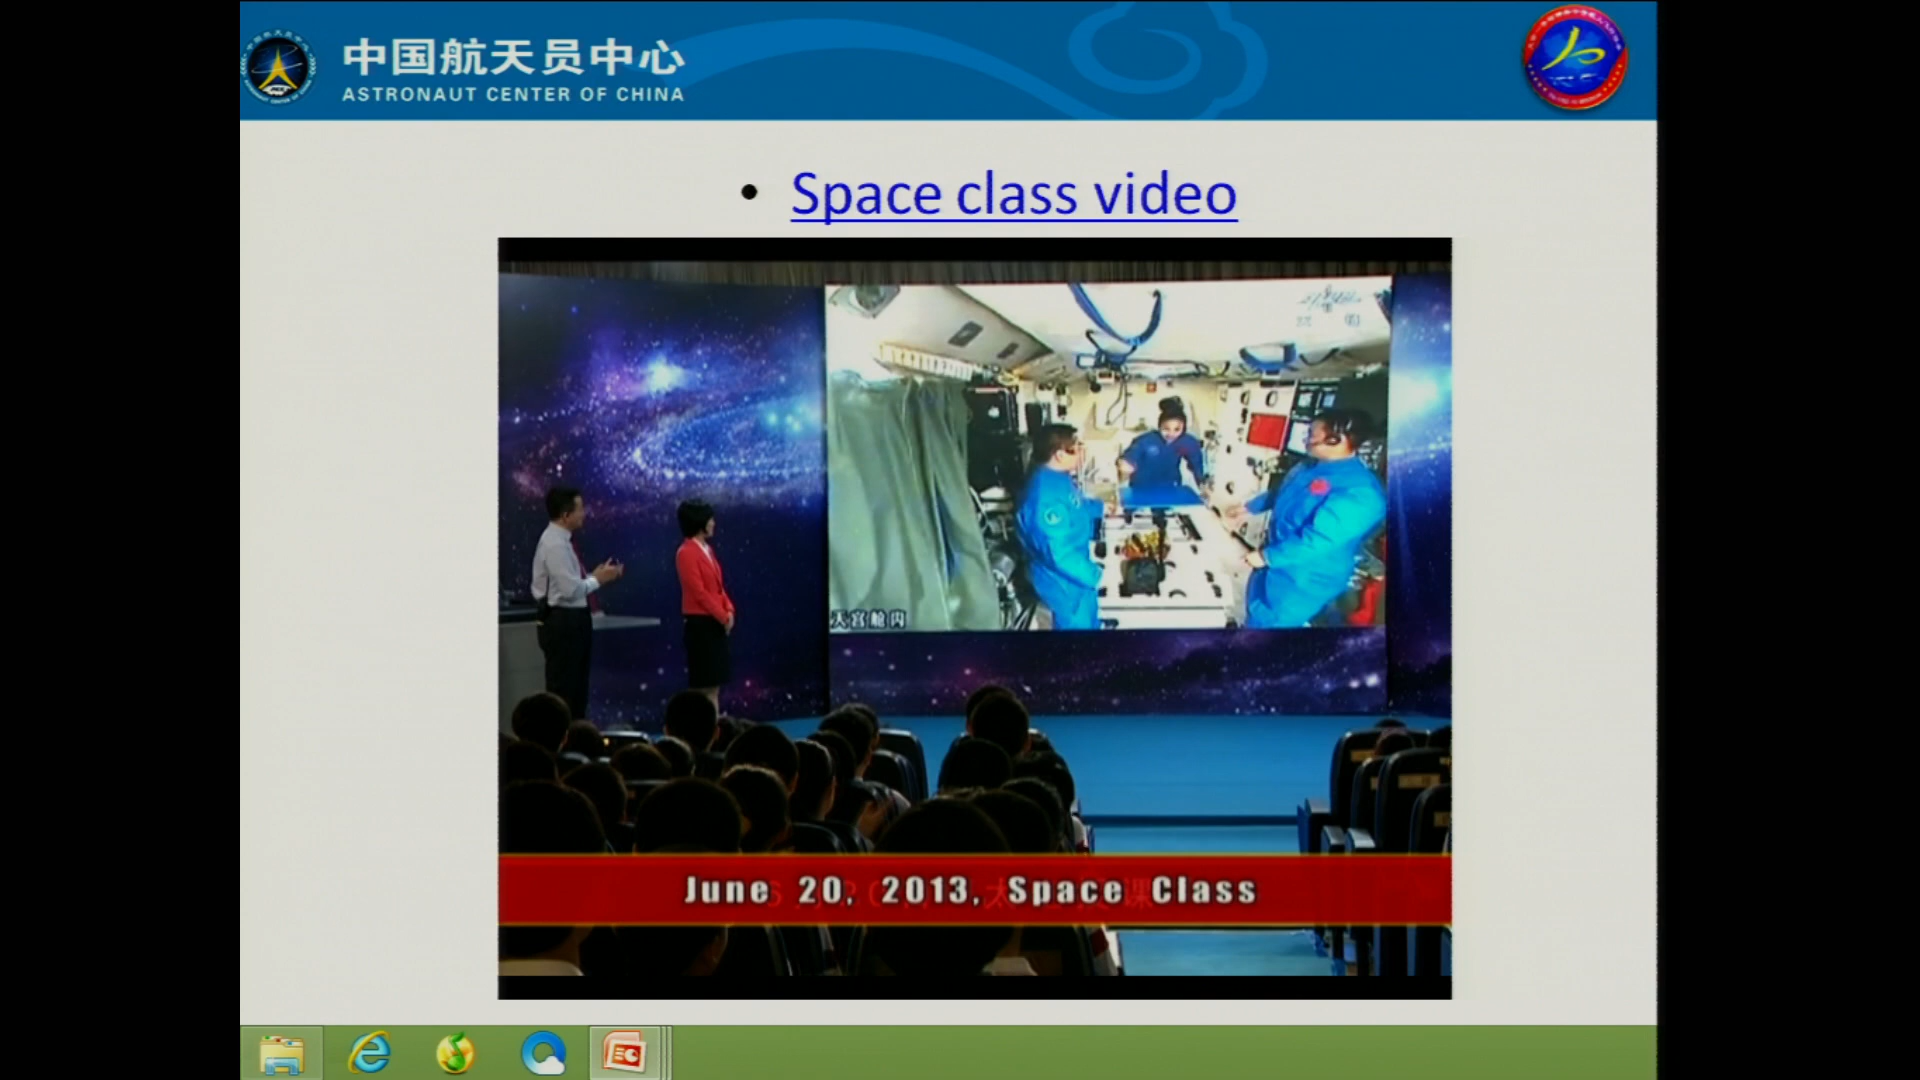 中国航天员中心
ASTRONAUT CENTER OF CHINA
• Space class video
天宫舱内
June 20, 2013, Space Class